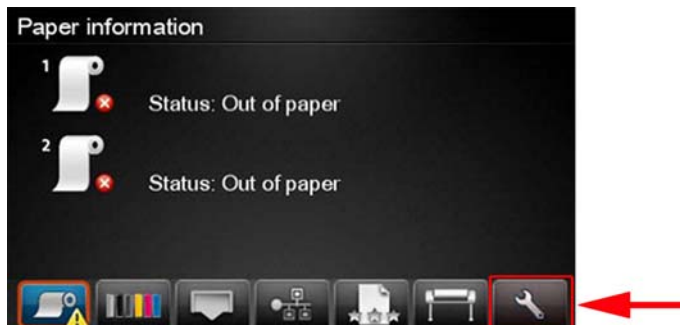 Paper information
1
Status: Out of paper
2
Status: Out of paper